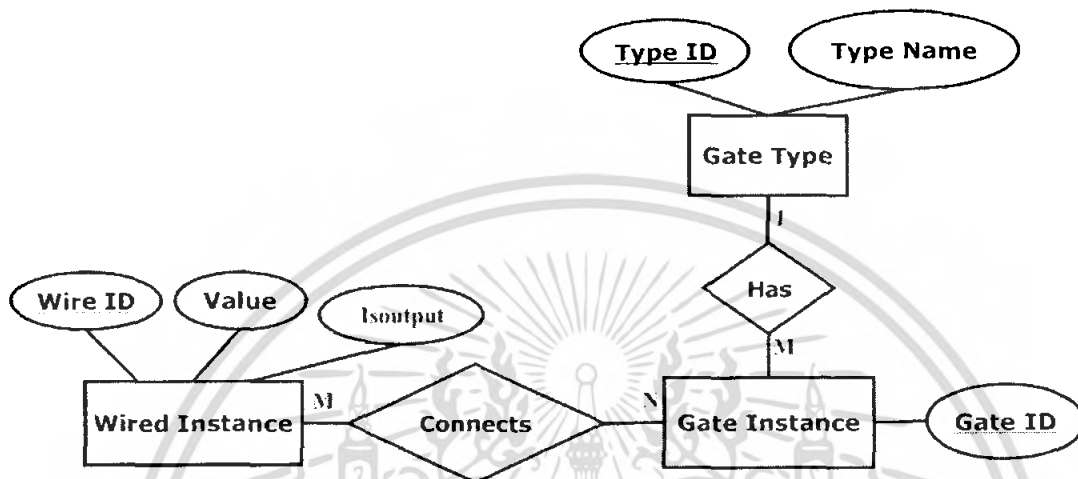 Type ID
Type Name
Gate Type
1
Has
M
Wire ID
Value
Isoutput
Wired Instance
M
Connects
N
Gate Instance
Gate ID